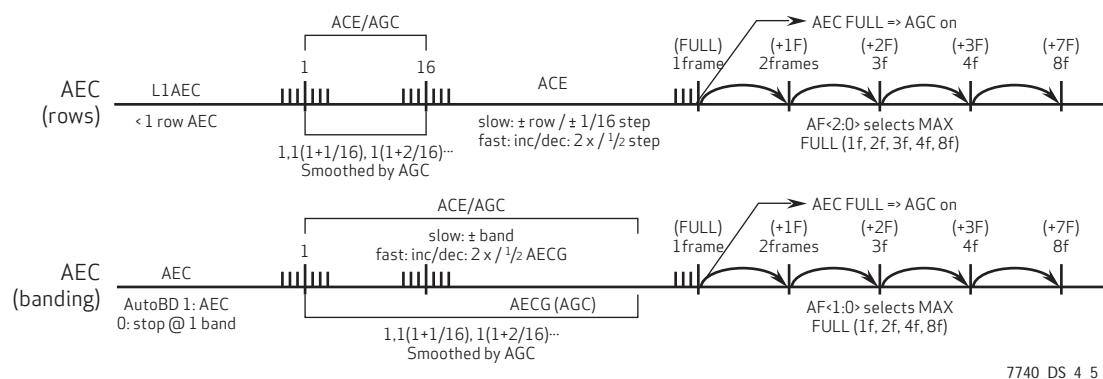 ACE/AGC
AEC FULL => AGC on
1
16
(FULL)
1frame
(+1F)
2frames
(+2F)
3f
(+3F)
4f
(+7F)
8f
AEC
(rows)
L1AEC
< 1 row AEC
ACE
slow: ± row / ± 1/16 step
fast: inc/dec: 2 x / 1/2 step
1,1(1+1/16), 1(1+2/16)...
Smoothed by AGC
AF<2:0> selects MAX
FULL (1f, 2f, 3f, 4f, 8f)
ACE/AGC
AEC FULL => AGC on
slow: ± band
fast: inc/dec: 2 x / 1/2 AECG
1
(FULL)
1frame
(+1F)
2frames
(+2F)
3f
(+3F)
4f
(+7F)
8f
AEC
(banding)
AEC
AutoBD 1: AEC
0: stop @ 1 band
AECG (AGC)
1,1(1+1/16), 1(1+2/16)...
Smoothed by AGC
AF<1:0> selects MAX
FULL (1f, 2f, 4f, 8f)
7740_DS_4_5